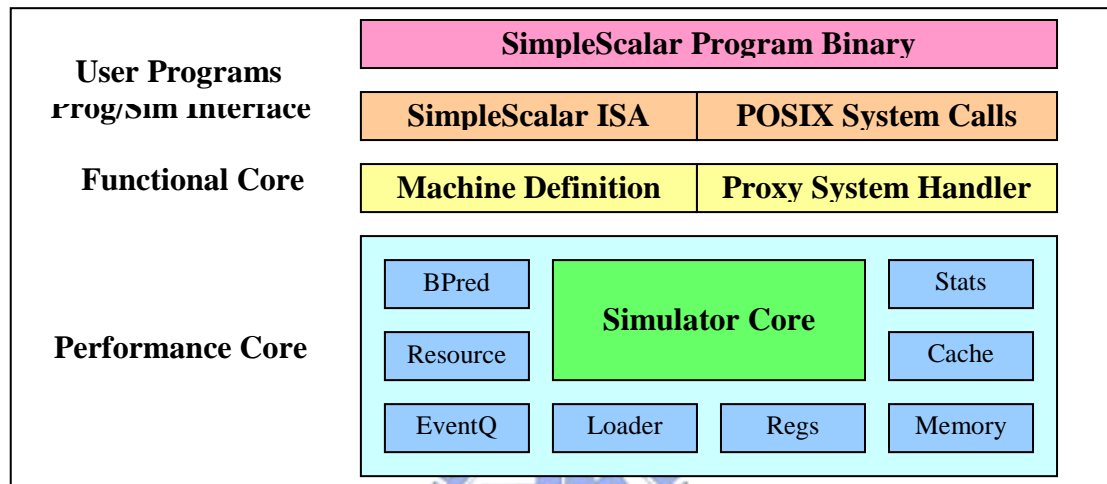 SimpleScalar Program Binary
User Programs
Prog/Sim Interface
SimpleScalar ISA
POSIX System Calls
Functional Core
Machine Definition
Proxy System Handler
BPred
Simulator Core
Stats
Performance Core
Resource
Cache
EventQ
Loader
Regs
Memory